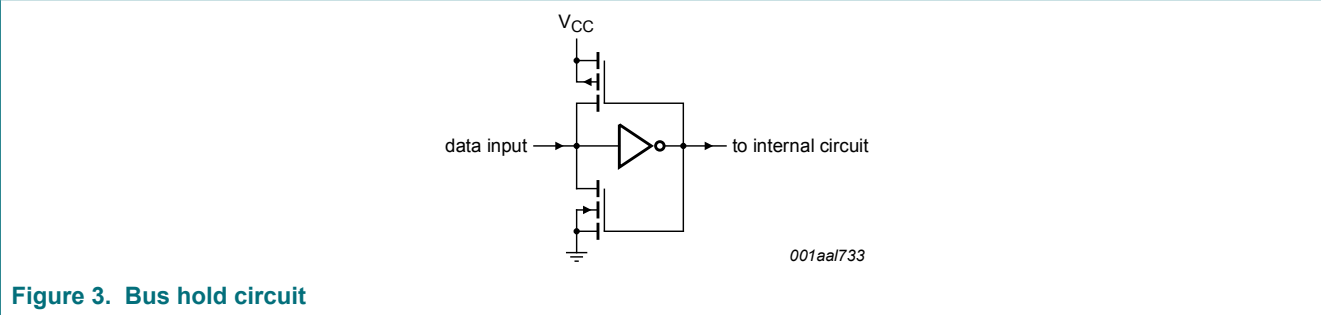 VCC
data input
to internal circuit
001aal733
Figure 3. Bus hold circuit